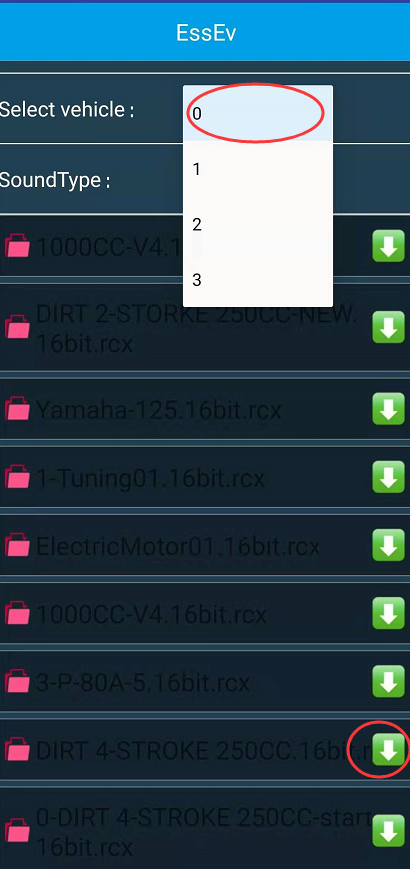 EssEv
Select vehicle :
0
1
SoundType :
2
1000CC-V4.1
3
DIRT 2-STORKE 250CC-NEW.
16bit.rcx
Yamaha-125.16bit.rcx
1-Tuning01.16bit.rcx
ElectricMotor01.16bit.rcx
1000CC-V4.16bit.rcx
3-P-80A-5.16bit.rcx
DIRT 4-STROKE 250CC.16bit.r
0-DIRT 4-STROKE 250CC-start
16bit.rcx